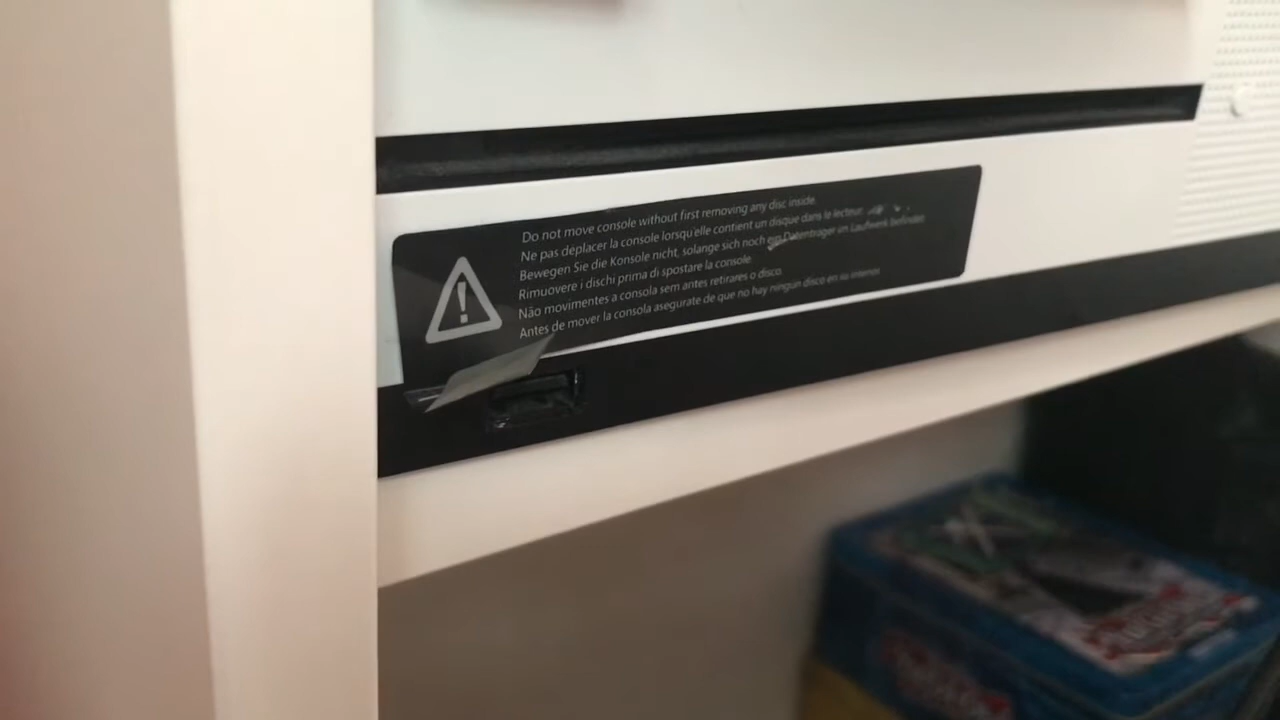 Do not move console without first removing any disc inside.
Ne pas déplacer la console lorsqu'elle contient un disque dans le lecteur.
Bewegen Sie die Konsole nicht, solange sich noch ein Datenträger im Laufwerk befindet.
Rimuovere i dischi prima di spostare la console.
Não movimentes a consola sem antes retirares o disco.
Antes de mover la consola asegurate de que no hay ningun disco en su interior.